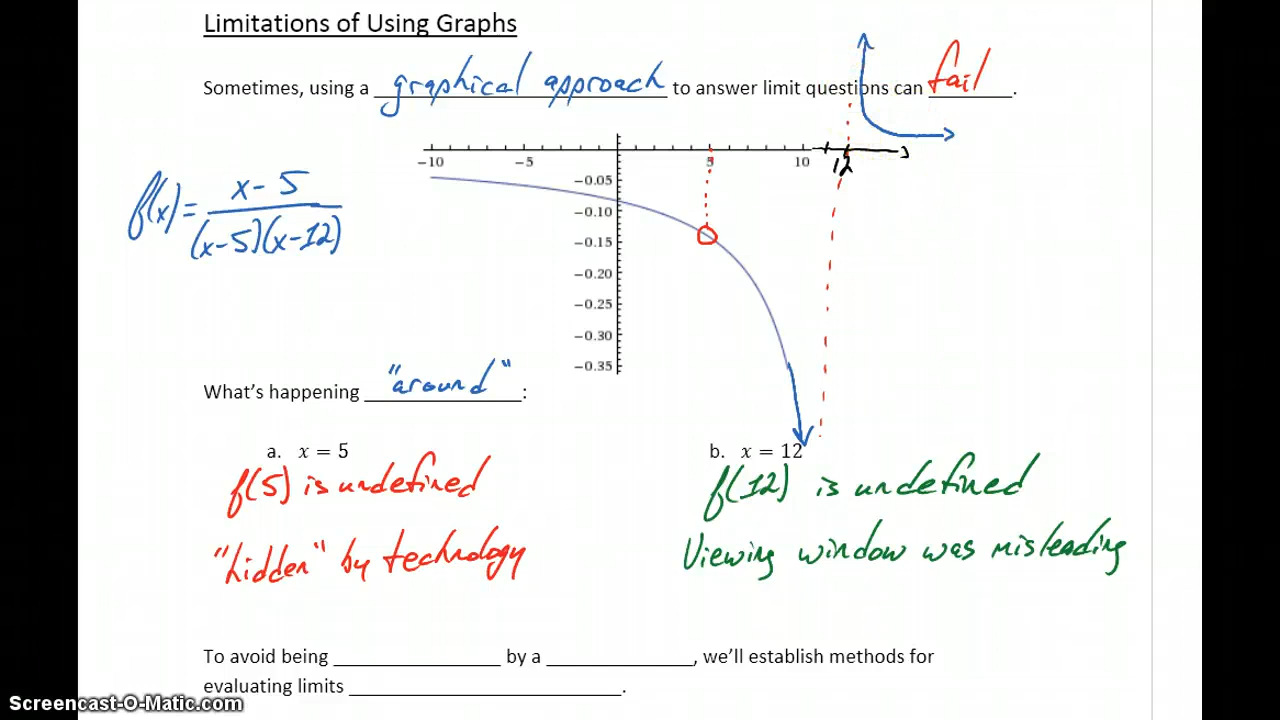 Limitations of Using Graphs
Sometimes, using a graphical approach to answer limit questions can fail.
-10 -5 5 10 12
-0.05
-0.10
-0.15
-0.20
-0.25
-0.30
-0.35
f(x) = x - 5
(x-5)(x-12)
What's happening "around":
a. x = 5
b. x = 12
f(5) is undefined
f(12) is undefined
"hidden" by technology
Viewing window was misleading
To avoid being ____________ by a ____________, we'll establish methods for
evaluating limits ____________.
Screencast-O-Matic.com